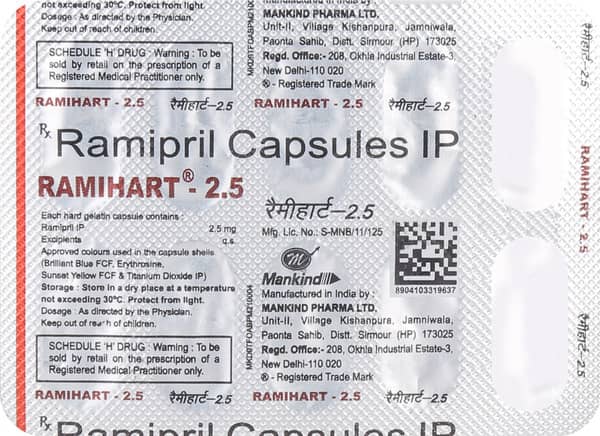 not exceeding 30ºC. Protect from light.
Dosage : As directed by the Physician.
Keep out of reach of children.
SCHEDULE 'H' DRUG : Warning : To be
sold by retail on the prescription of a
Registered Medical Practitioner only.
MANKIND PHARMA LTD.
Unit-II, Village Kishanpura, Jamniwala,
Paonta Sahib, Distt. Sirmour (HP) 173025
Regd. Office:- 208, Okhla Industrial Estate-3,
New Delhi-110 020
® - Registered Trade Mark
RAMIHART - 2.5 रैमीहार्ट–2.5 RAMIHART - 2.5 रैमीहार्ट–2.5
Rx Ramipril Capsules IP
RAMIHART® - 2.5
रैमीहार्ट–2.5
Each hard gelatin capsule contains :
Ramipril IP 2.5 mg
Excipients q.s.
Approved colours used in the capsule shells
(Brilliant Blue FCF, Erythrosine,
Sunset Yellow FCF & Titanium Dioxide IP)
Storage : Store in a dry place at a temperature
not exceeding 30ºC. Protect from light.
Dosage : As directed by the Physician.
Keep out of reach of children.
SCHEDULE 'H' DRUG : Warning : To be
sold by retail on the prescription of a
Registered Medical Practitioner only.
Mfg. Lic. No.: S-MNB/11/125
8904103319637
Mankind
Manufactured in India by :
MANKIND PHARMA LTD.
Unit-II, Village Kishanpura, Jamniwala,
Paonta Sahib, Distt. Sirmour (HP) 173025
Regd. Office:- 208, Okhla Industrial Estate-3,
New Delhi-110 020
® - Registered Trade Mark
RAMIHART - 2.5 रैमीहार्ट–2.5 RAMIHART - 2.5 रैमीहार्ट–2.5
Rx Ramipril Capsules IP
रैमीहार्ट–2.5
RAMIHART - 2.5
रैमीहार्ट–2.5